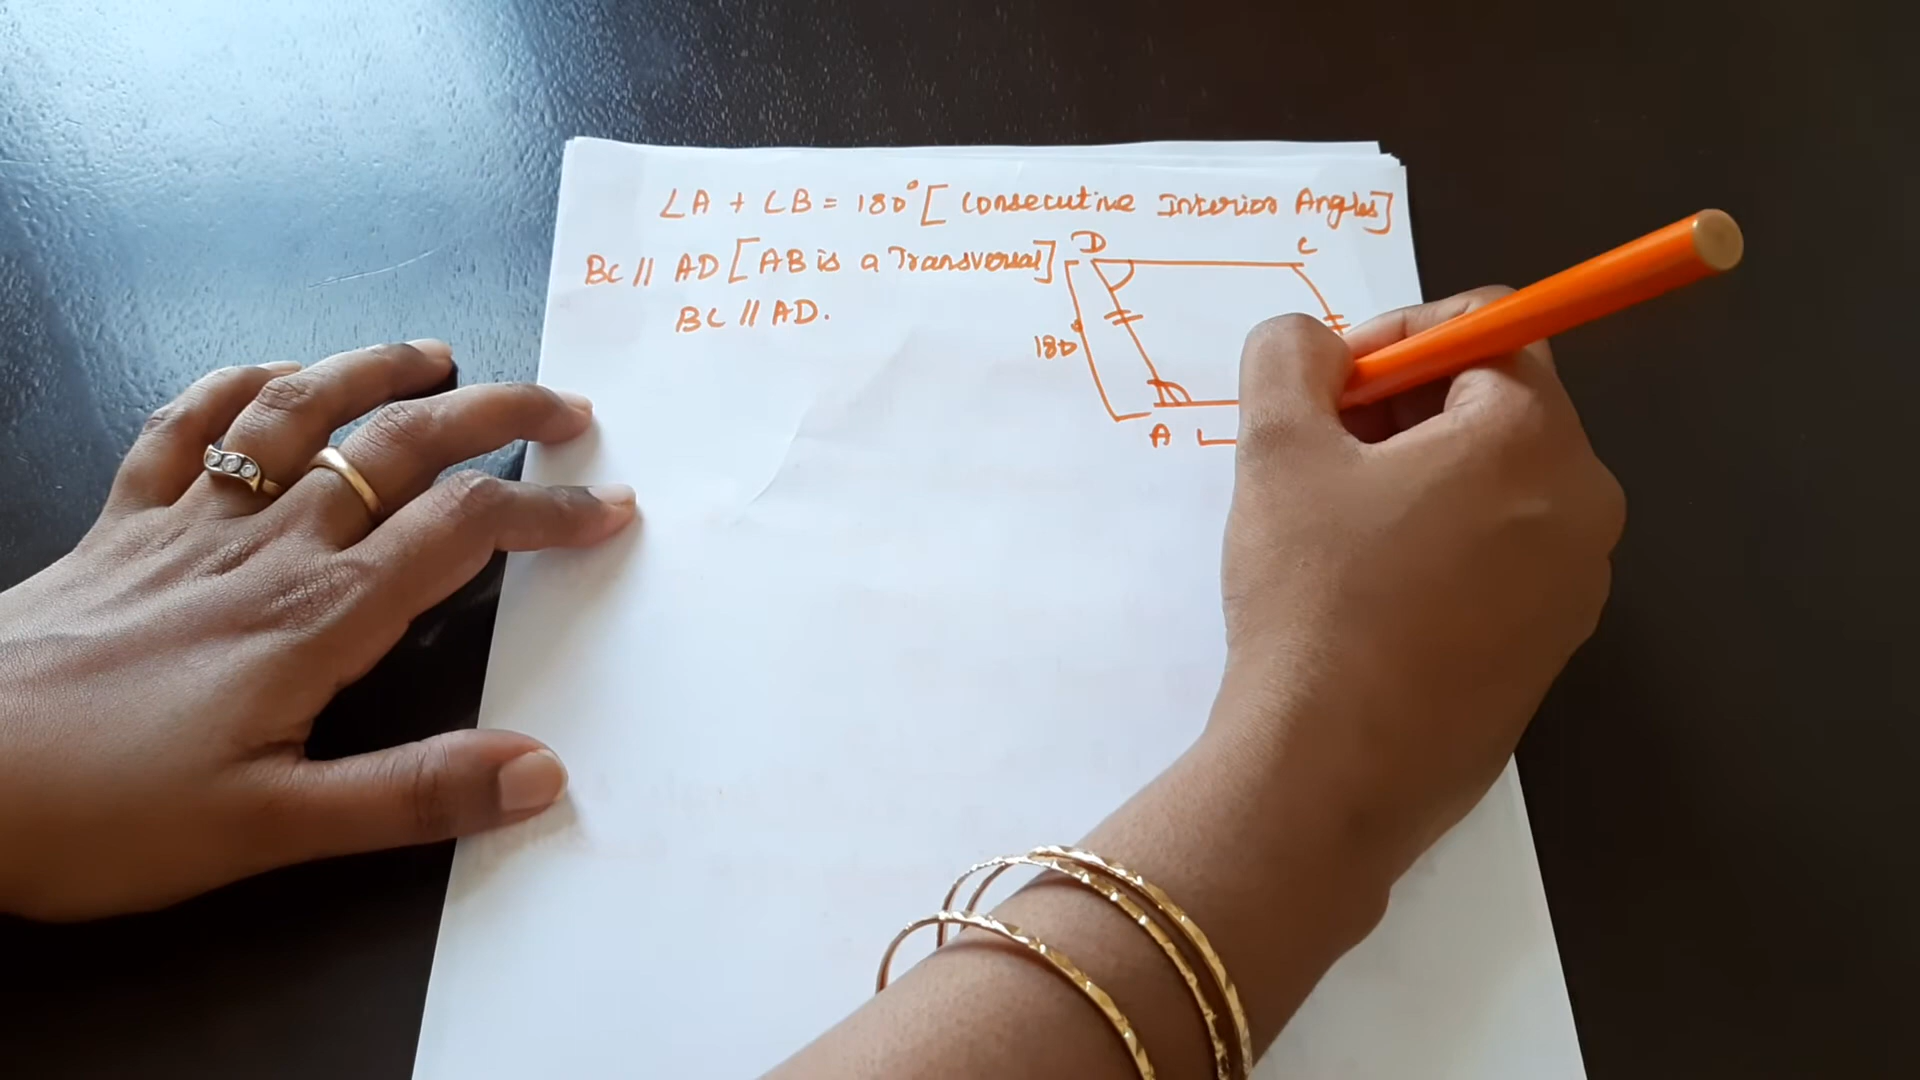 ∠A + ∠B = 180° [Consecutive Interior Angles]
BC // AD [AB is a Transversal]
BC // AD.
D C
180°
A